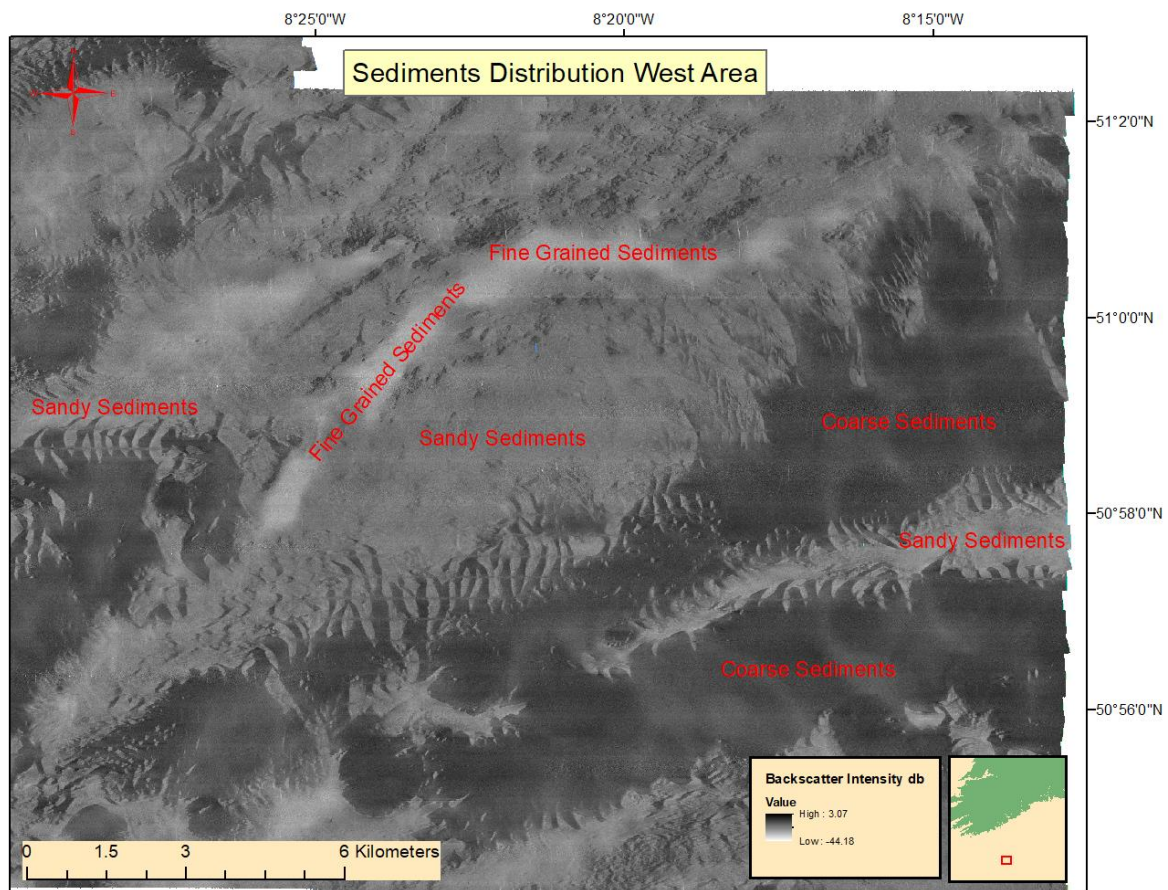 8°25'0"W
8°20'0"W
8°15'0"W
Sediments Distribution West Area
51°2'0"N
Fine Grained Sediments
51°0'0"N
Fine Grained Sediments
Sandy Sediments
Sandy Sediments
Coarse Sediments
50°58'0"N
Sandy Sediments
Coarse Sediments
50°56'0"N
Backscatter Intensity db
Value
High : 3.07
Low : -44.18
0 1.5 3 6 Kilometers